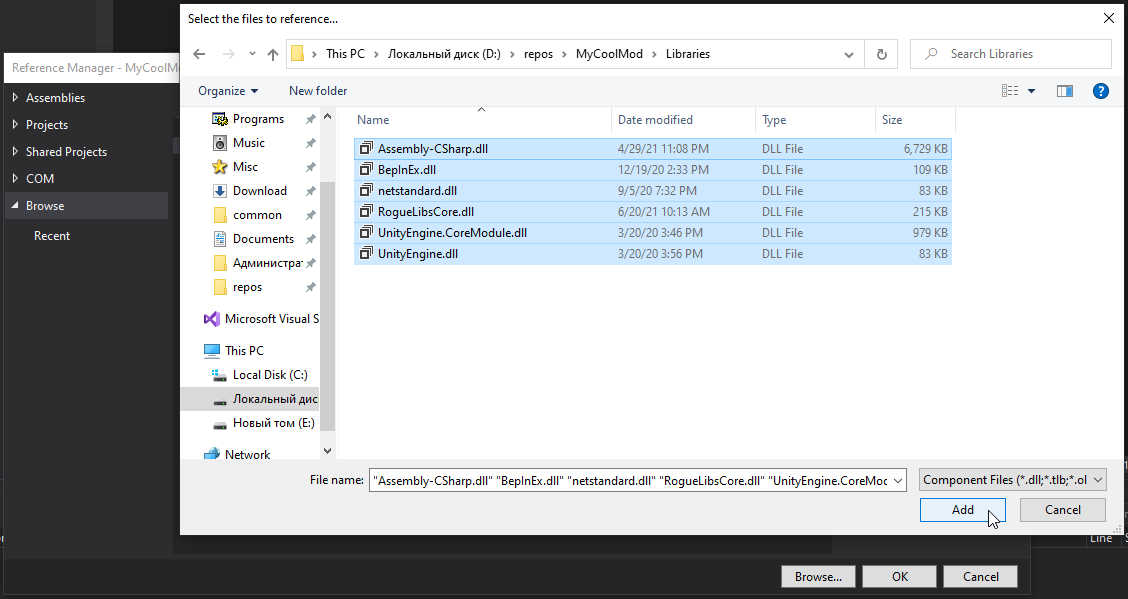 Select the files to reference...
This PC
Локальный диск (D:)
repos
MyCoolMod
Libraries
Search Libraries
Organize
New folder
Reference Manager - MyCoolM
Assemblies
Projects
Shared Projects
COM
Browse
Recent
Programs
Music
Misc
Download
common
Documents
Администра
repos
Microsoft Visual S
This PC
Local Disk (C:)
Локальный дис
Новый том (E:)
Network
Name Date modified Type Size
Assembly-CSharp.dll 4/29/21 11:08 PM DLL File 6,729 KB
BepInEx.dll 12/19/20 2:33 PM DLL File 109 KB
netstandard.dll 9/5/20 7:32 PM DLL File 83 KB
RogueLibsCore.dll 6/20/21 10:13 AM DLL File 215 KB
UnityEngine.CoreModule.dll 3/20/20 3:46 PM DLL File 979 KB
UnityEngine.dll 3/20/20 3:56 PM DLL File 83 KB
File name: "Assembly-CSharp.dll" "BepInEx.dll" "netstandard.dll" "RogueLibsCore.dll" "UnityEngine.CoreMoc
Component Files (*.dll;*.tlb;*.ol
Add
Cancel
Line
Browse...
OK
Cancel